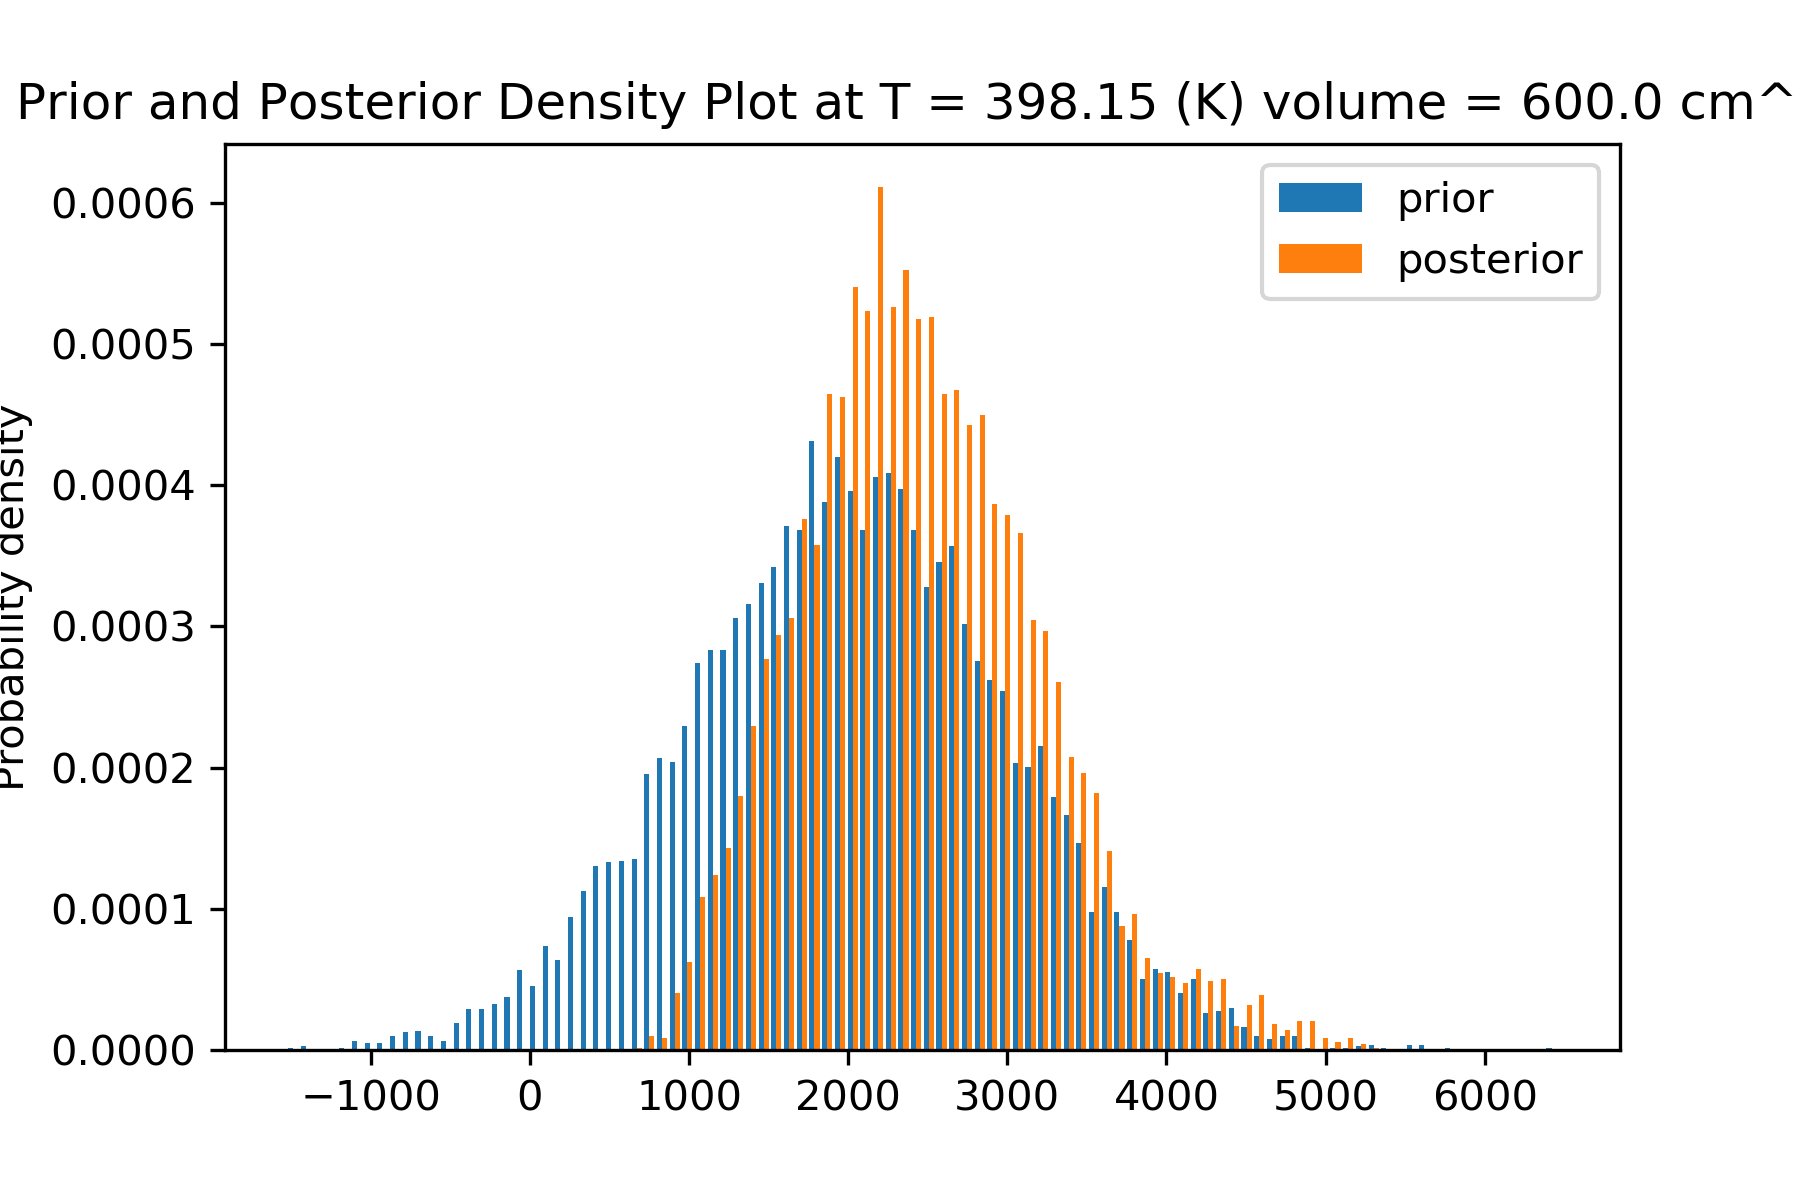 Prior and Posterior Density Plot at T = 398.15 (K) volume = 600.0 cm^
prior
posterior
Probability density
0.0006
0.0005
0.0004
0.0003
0.0002
0.0001
0.0000
−1000 0 1000 2000 3000 4000 5000 6000